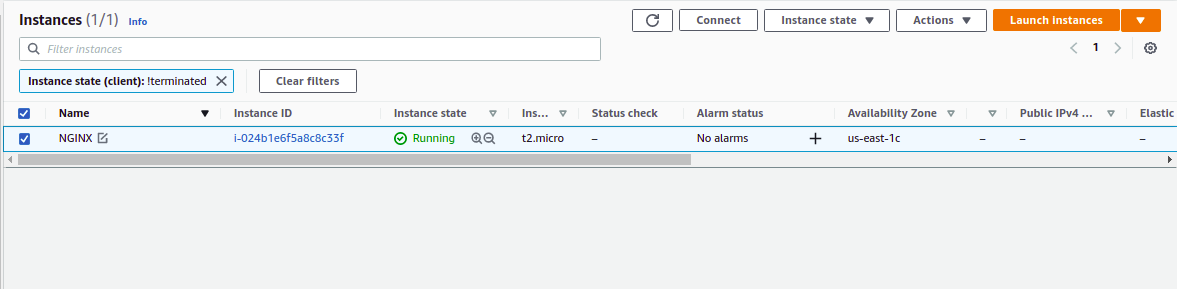 Instances (1/1) Info Connect Instance state Actions Launch instances
Filter instances 1
Instance state (client): !terminated Clear filters
Name Instance ID Instance state Ins... Status check Alarm status Availability Zone Public IPv4 ... Elastic
NGINX i-024b1e6f5a8c8c33f Running t2.micro – No alarms + us-east-1c – – –